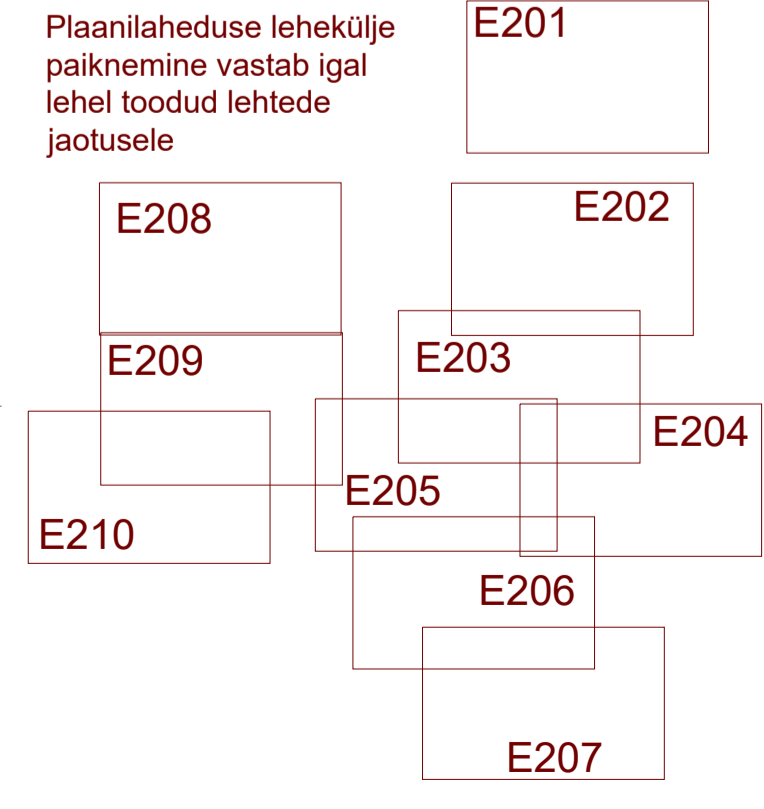 Plaanilaheduse lehekülje
paiknemine vastab igal
lehel toodud lehtede
jaotusele
E201
E208
E202
E209
E203
E204
E205
E210
E206
E207